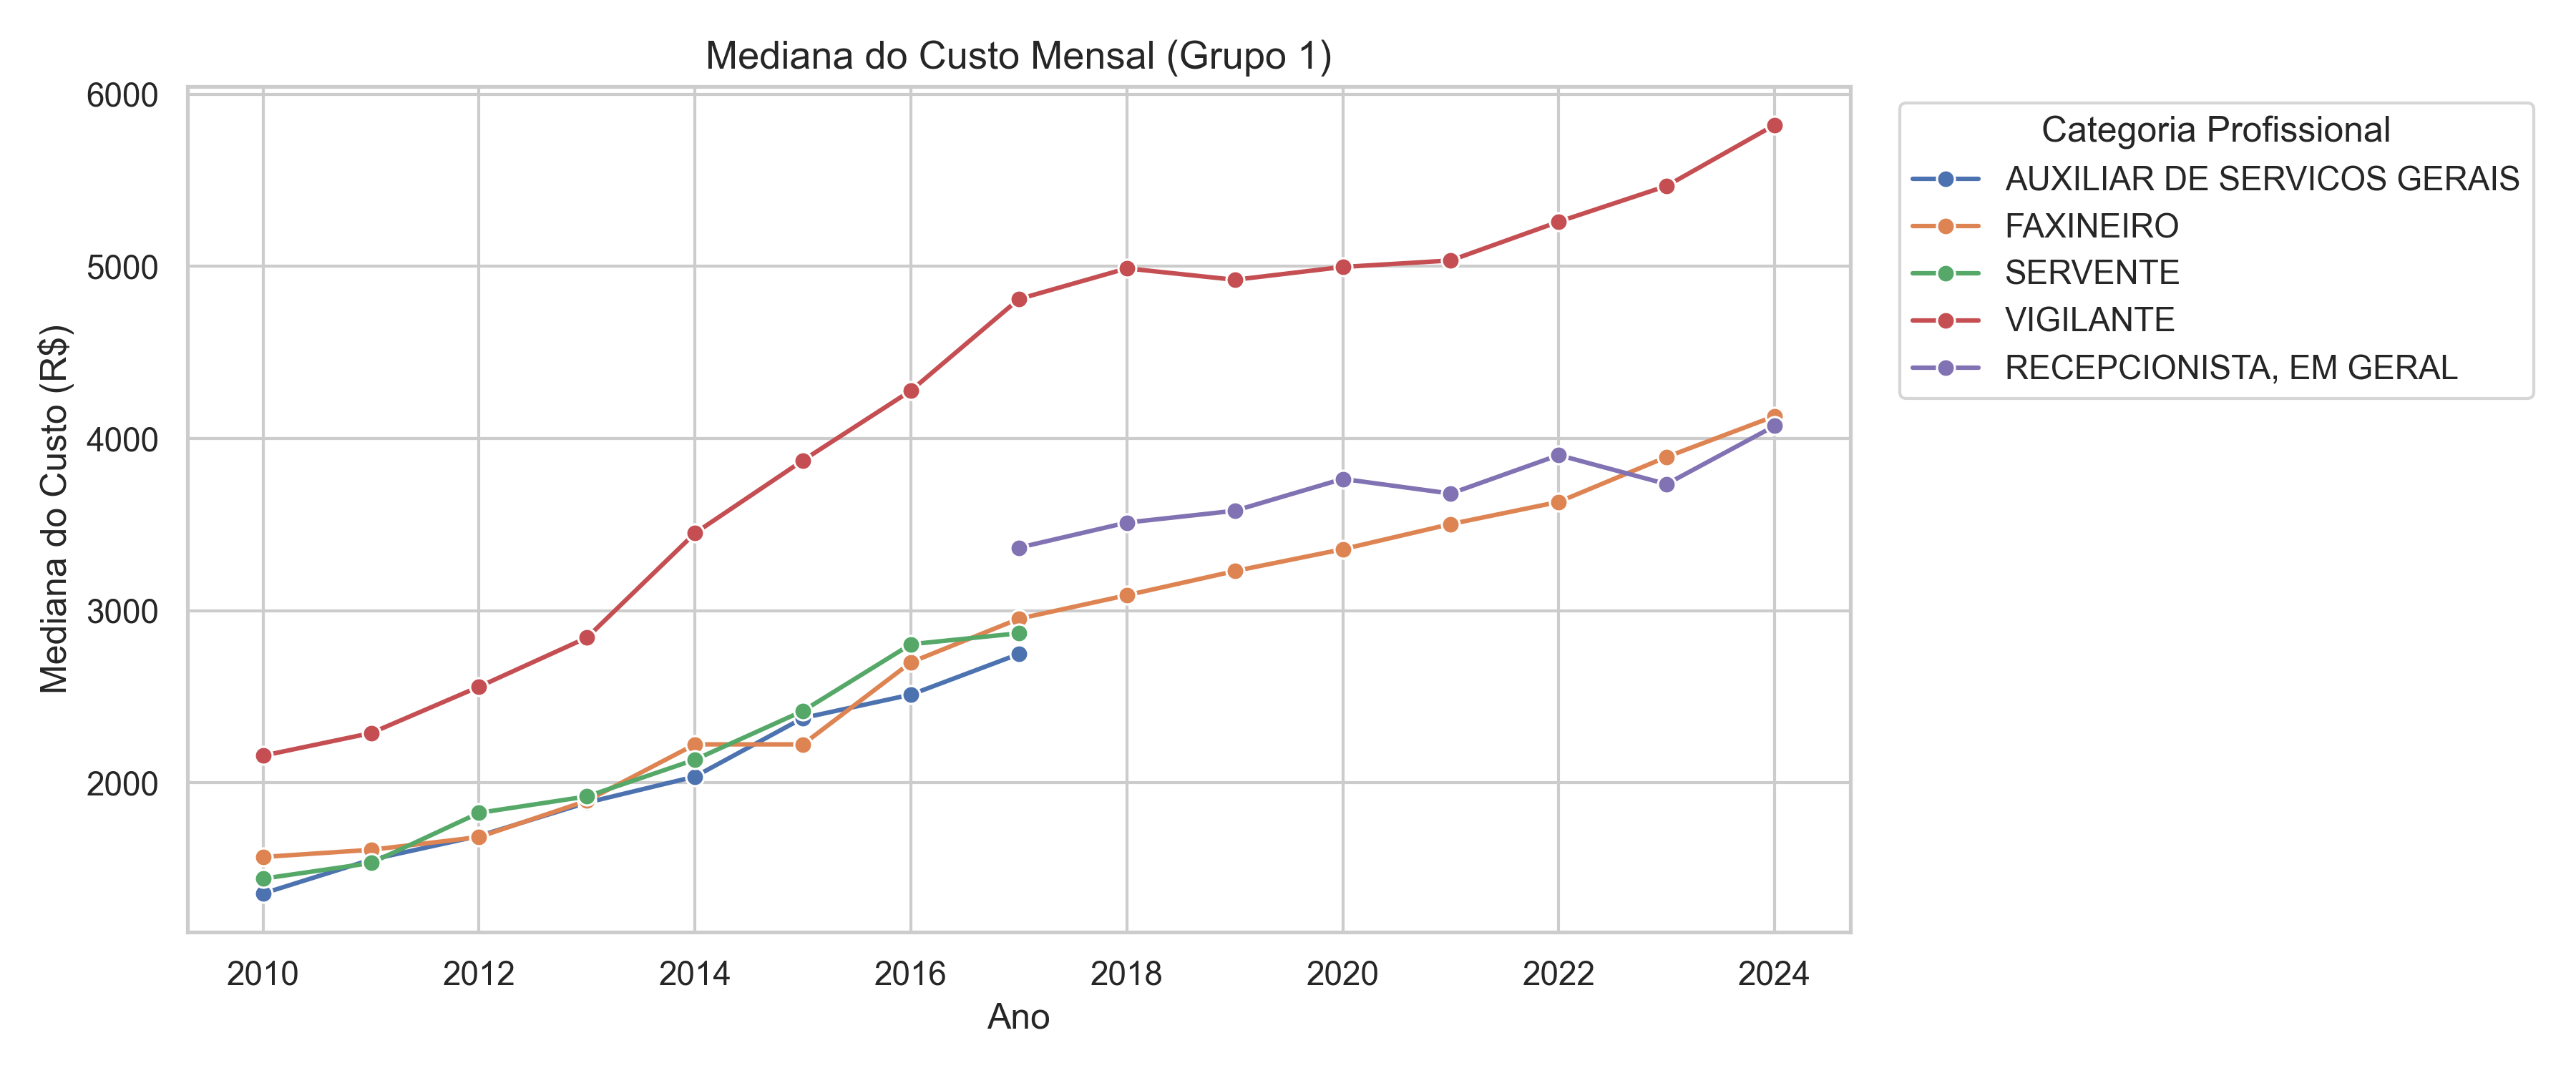 Mediana do Custo Mensal (Grupo 1)
6000
5000
4000
3000
2000
Mediana do Custo (R$)
2010 2012 2014 2016 2018 2020 2022 2024
Ano
Categoria Profissional
AUXILIAR DE SERVICOS GERAIS
FAXINEIRO
SERVENTE
VIGILANTE
RECEPCIONISTA, EM GERAL